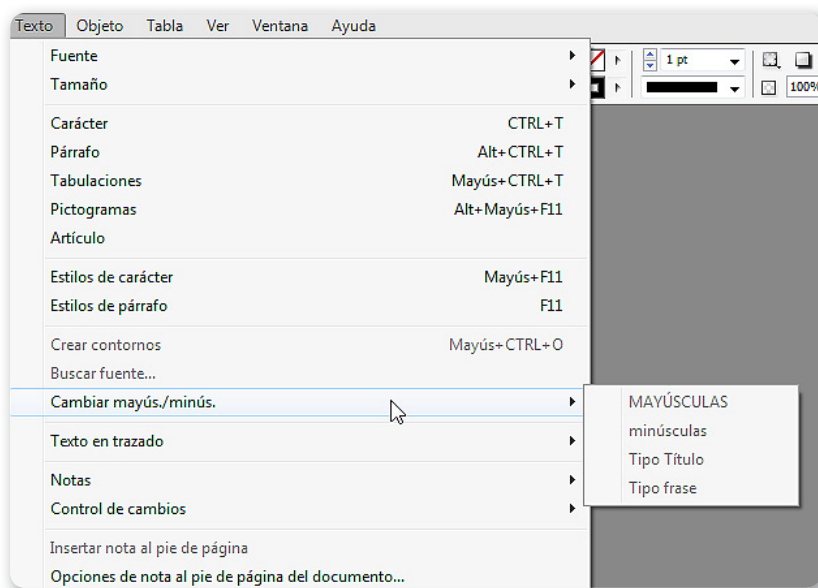 Texto Objeto Tabla Ver Ventana Ayuda
1 pt
100%
Fuente
Tamaño
Carácter CTRL+T
Párrafo Alt+CTRL+T
Tabulaciones Mayús+CTRL+T
Pictogramas Alt+Mayús+F11
Artículo
Estilos de carácter Mayús+F11
Estilos de párrafo F11
Crear contornos Mayús+CTRL+O
Buscar fuente...
Cambiar mayús./minús.
MAYÚSCULAS
minúsculas
Tipo Título
Tipo frase
Texto en trazado
Notas
Control de cambios
Insertar nota al pie de página
Opciones de nota al pie de página del documento...